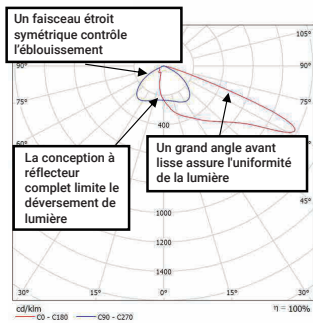 Un faisceau étroit
symétrique contrôle
l'éblouissement
105°
90°
90°
75°
75°
400
La conception à
réflecteur
complet limite le
déversement de
lumière
Un grand angle avant
lisse assure l'uniformité
de la lumière
45°
1000
1200
1400
30°
15°
0°
15°
30°
cd/klm
η = 100%
C0 - C180
C90 - C270